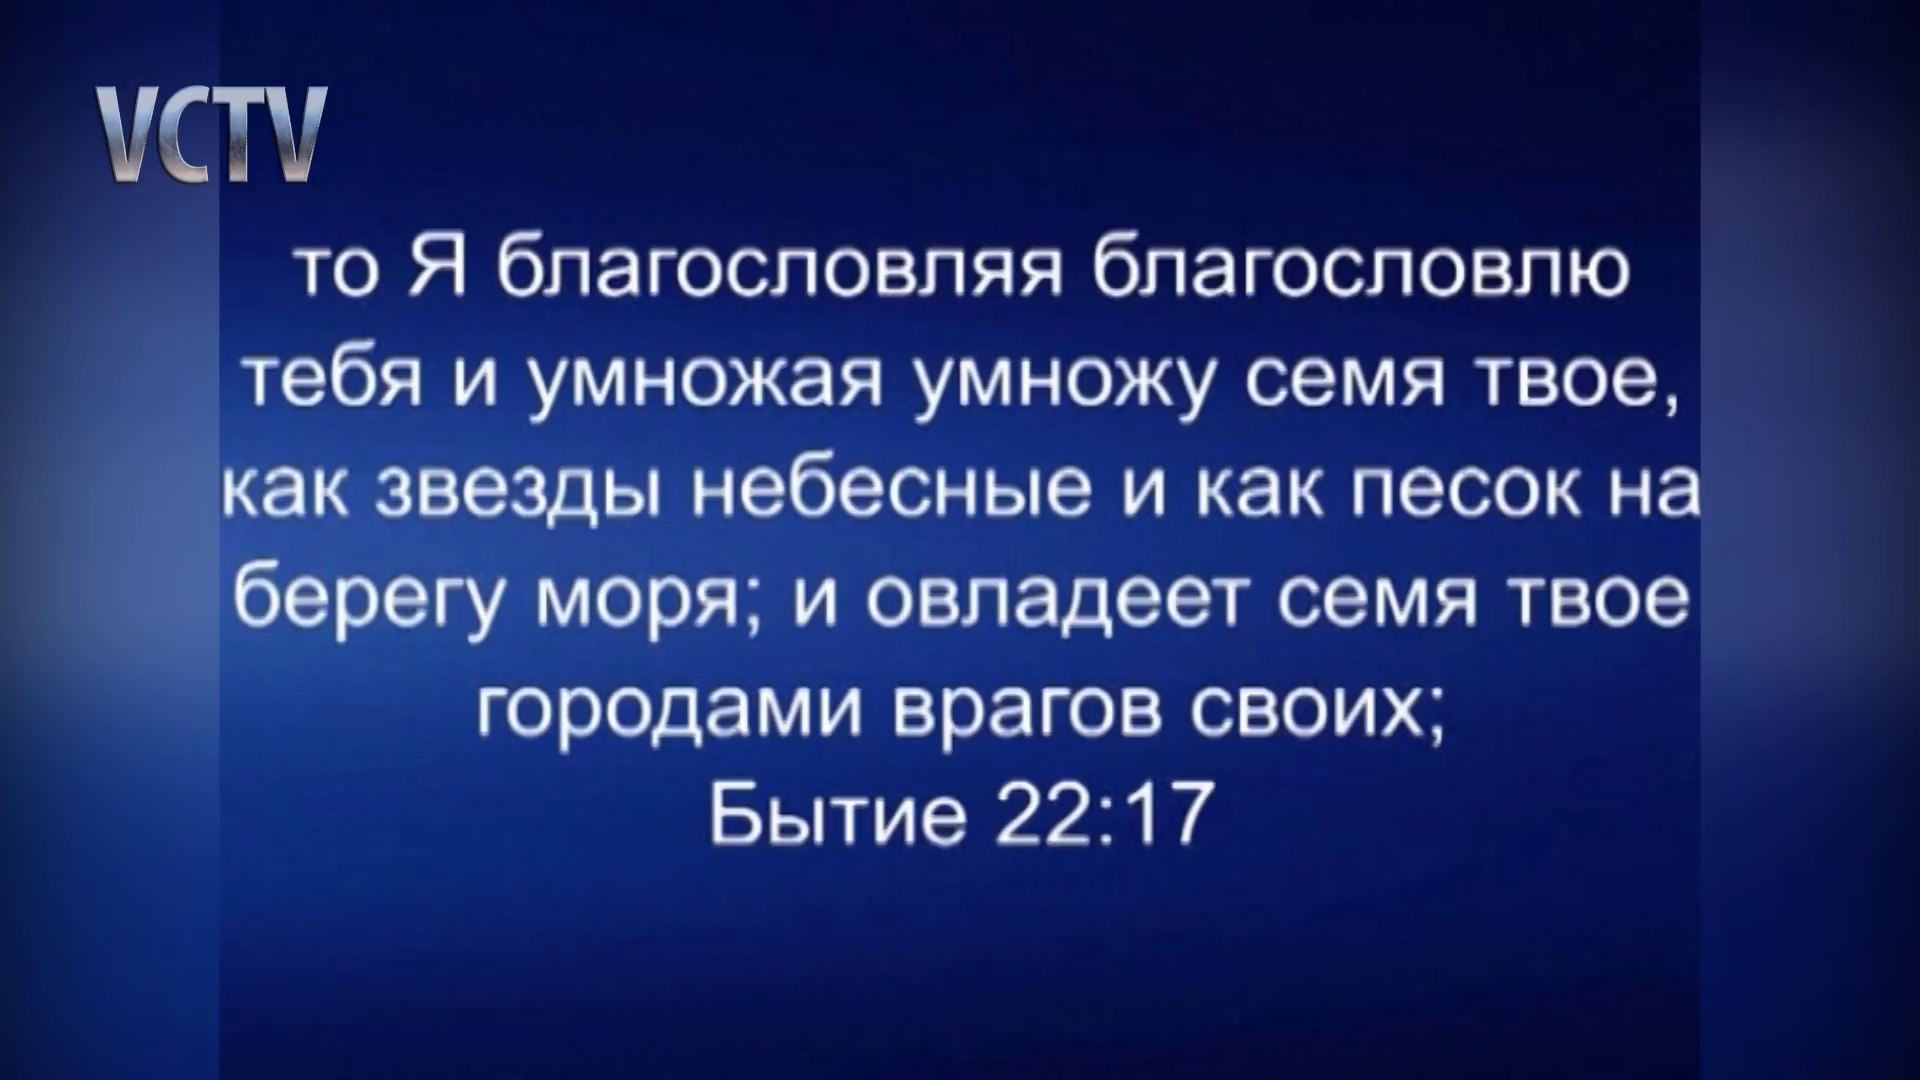 VCTV
то Я благословляя благословлю
тебя и умножая умножу семя твое,
как звезды небесные и как песок на
берегу моря; и овладеет семя твое
городами врагов своих;
Бытие 22:17